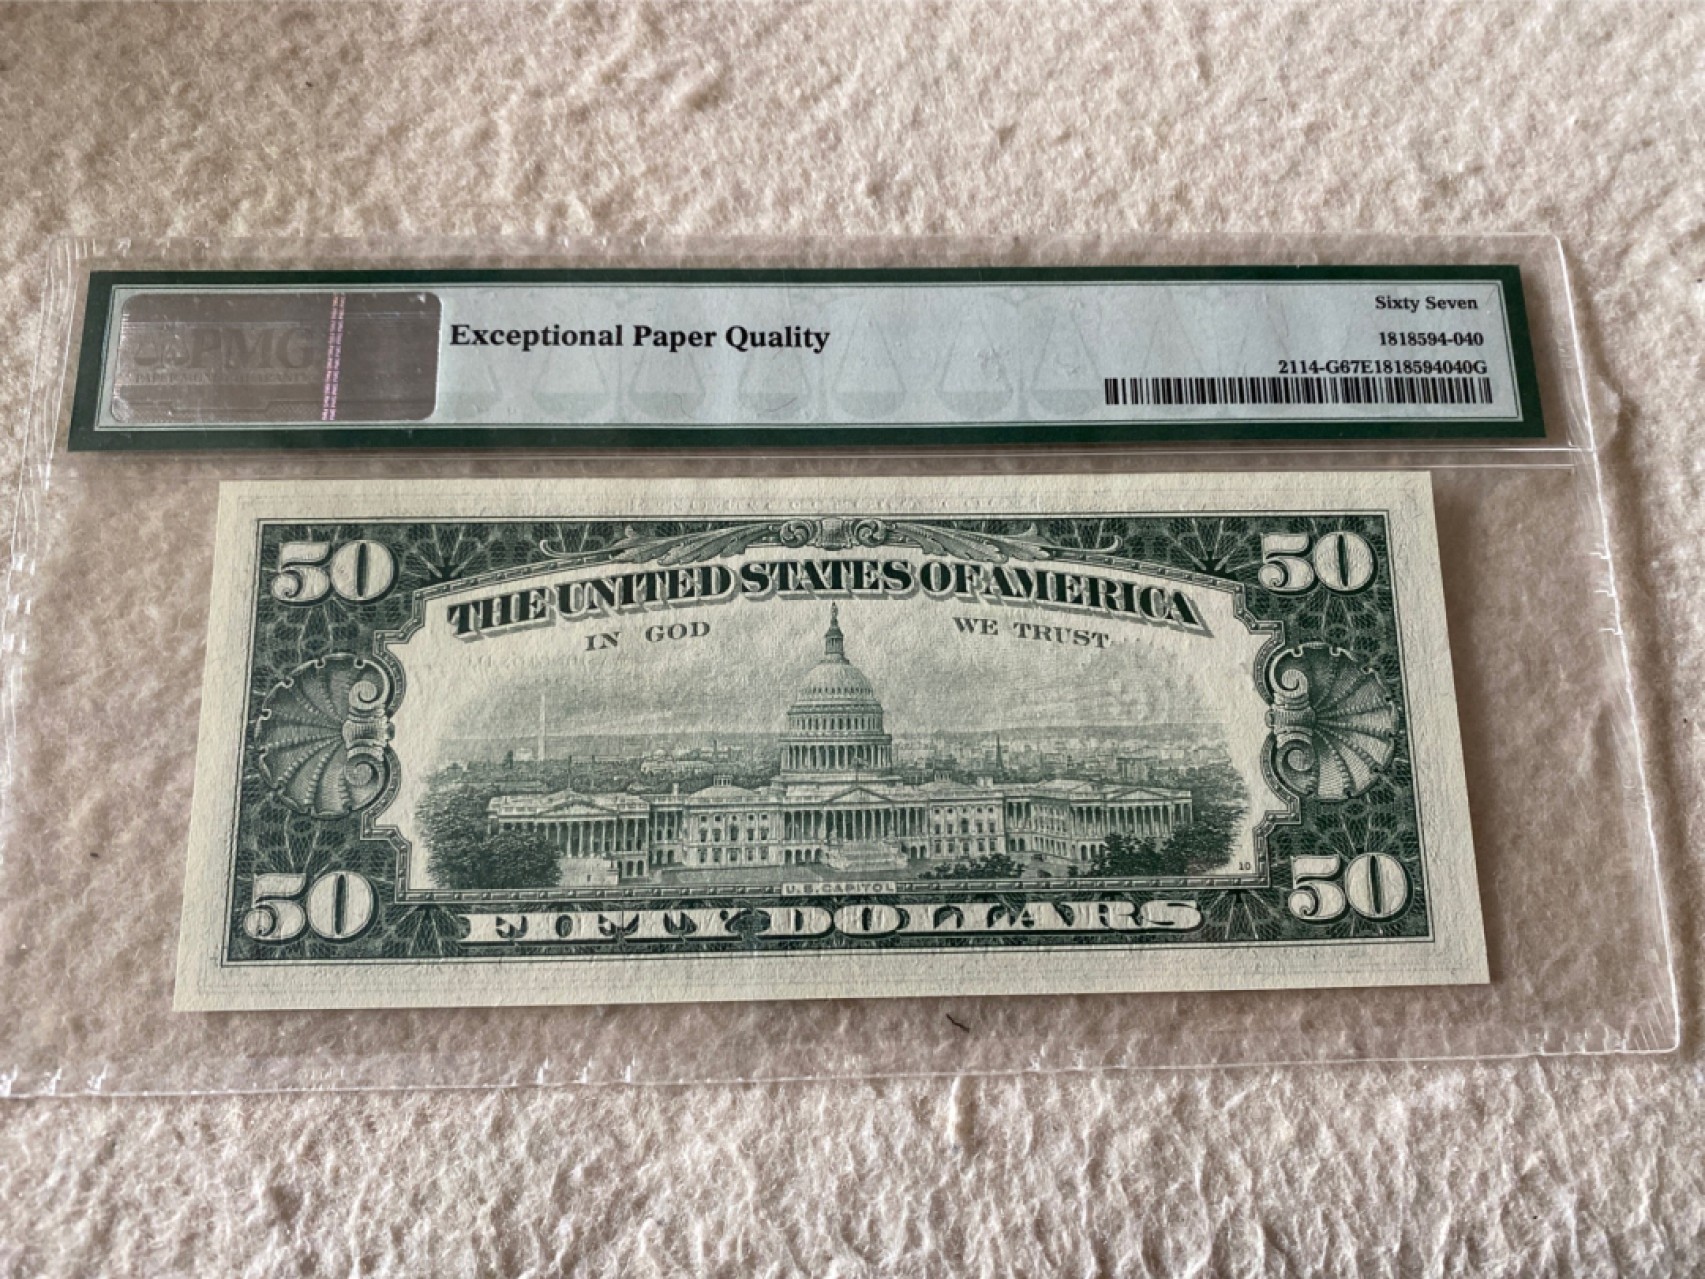 PMG
Exceptional Paper Quality
Sixty Seven
1818594-040
2114-G67E1818594040G
50
50
THE UNITED STATES OF AMERICA
IN GOD WE TRUST
10
U.S. CAPITOL
50
50
FIFTY DOLLARS